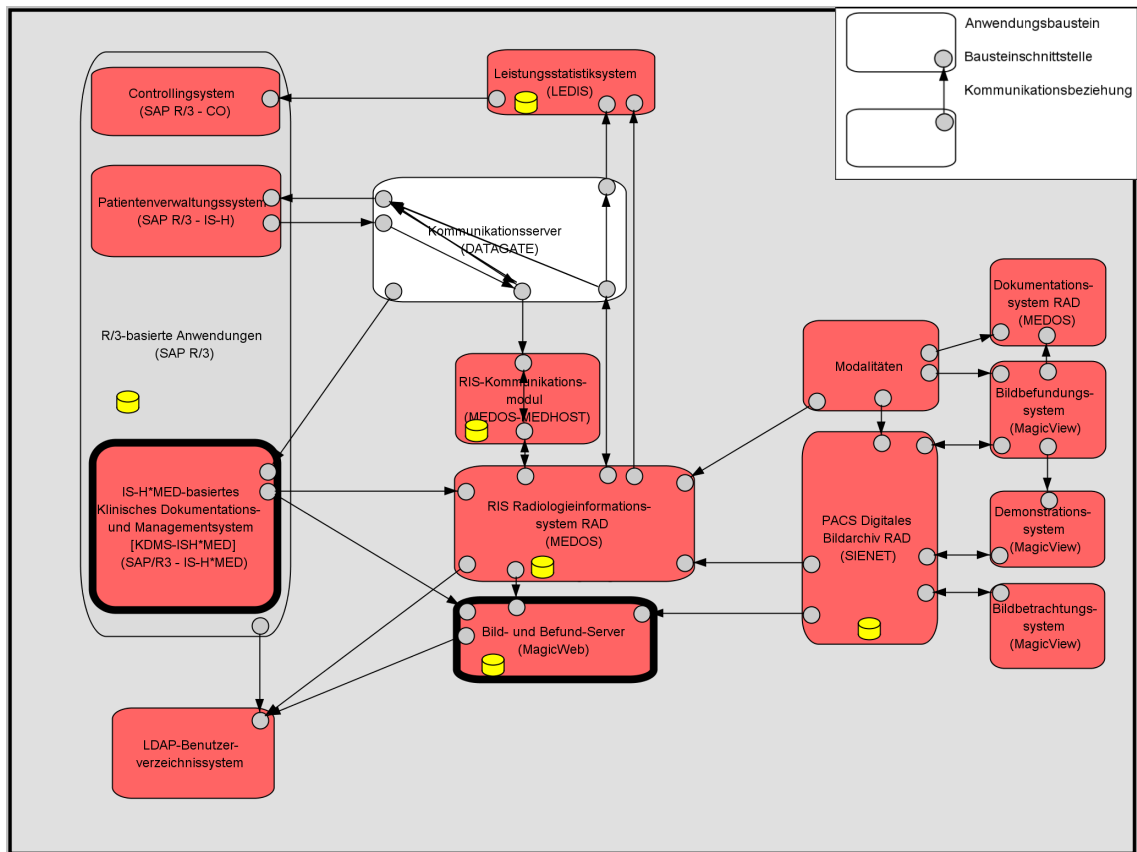 Anwendungsbaustein
Bausteinschnittstelle
Kommunikationsbeziehung
Controllingsystem
(SAP R/3 - CO)
Leistungsstatistiksystem
(LEDIS)
Patientenverwaltungssystem
(SAP R/3 - IS-H)
Kommunikationsserver
(DATAGATE)
R/3-basierte Anwendungen
(SAP R/3)
RIS-Kommunikations-
modul
(MEDOS-MEDHOST)
Modalitäten
Dokumentations-
system RAD
(MEDOS)
Bildbefundungs-
system
(MagicView)
IS-H*MED-basiertes
Klinisches Dokumentations-
und Managementsystem
[KDMS-ISH*MED]
(SAP/R3 - IS-H*MED)
RIS Radiologieinformations-
system RAD
(MEDOS)
PACS Digitales
Bildarchiv RAD
(SIENET)
Demonstrations-
system
(MagicView)
Bildbetrachtungs-
system
(MagicView)
Bild- und Befund-Server
(MagicWeb)
LDAP-Benutzer-
verzeichnissystem